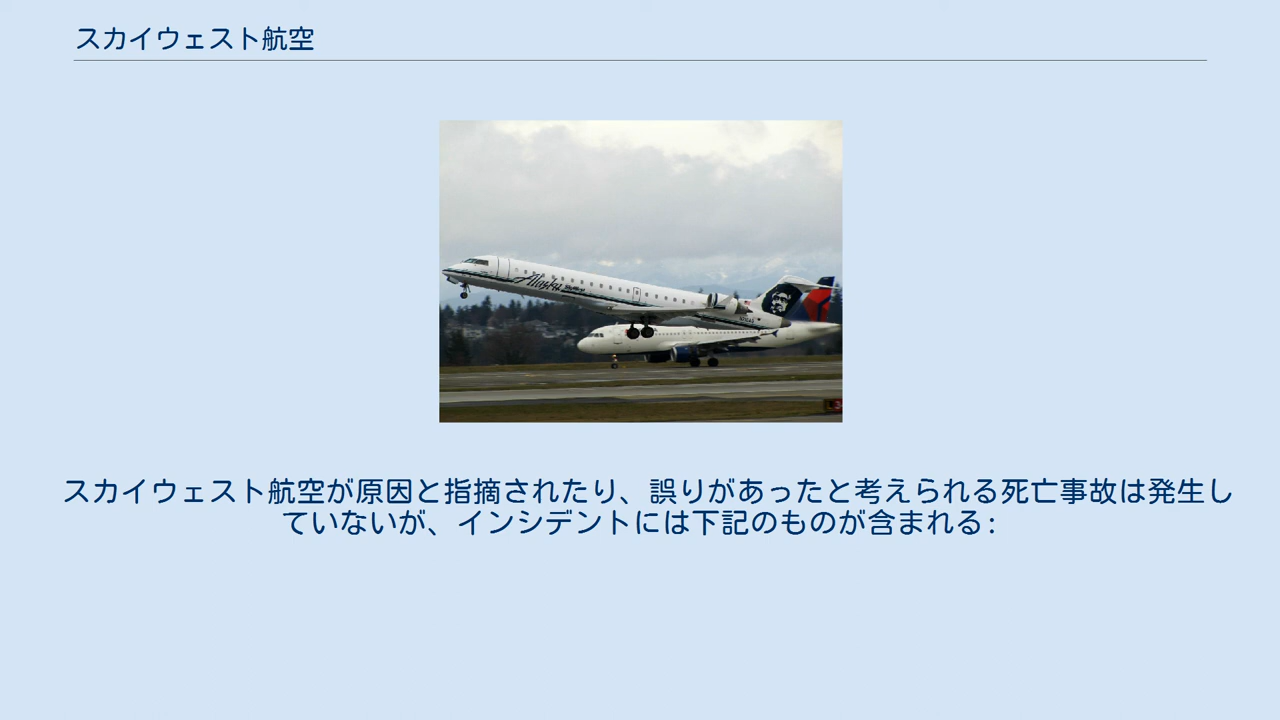 スカイウェスト航空
Alaska
スカイウェスト航空が原因と指摘されたり、誤りがあったと考えられる死亡事故は発生し
ていないが、インシデントには下記のものが含まれる: